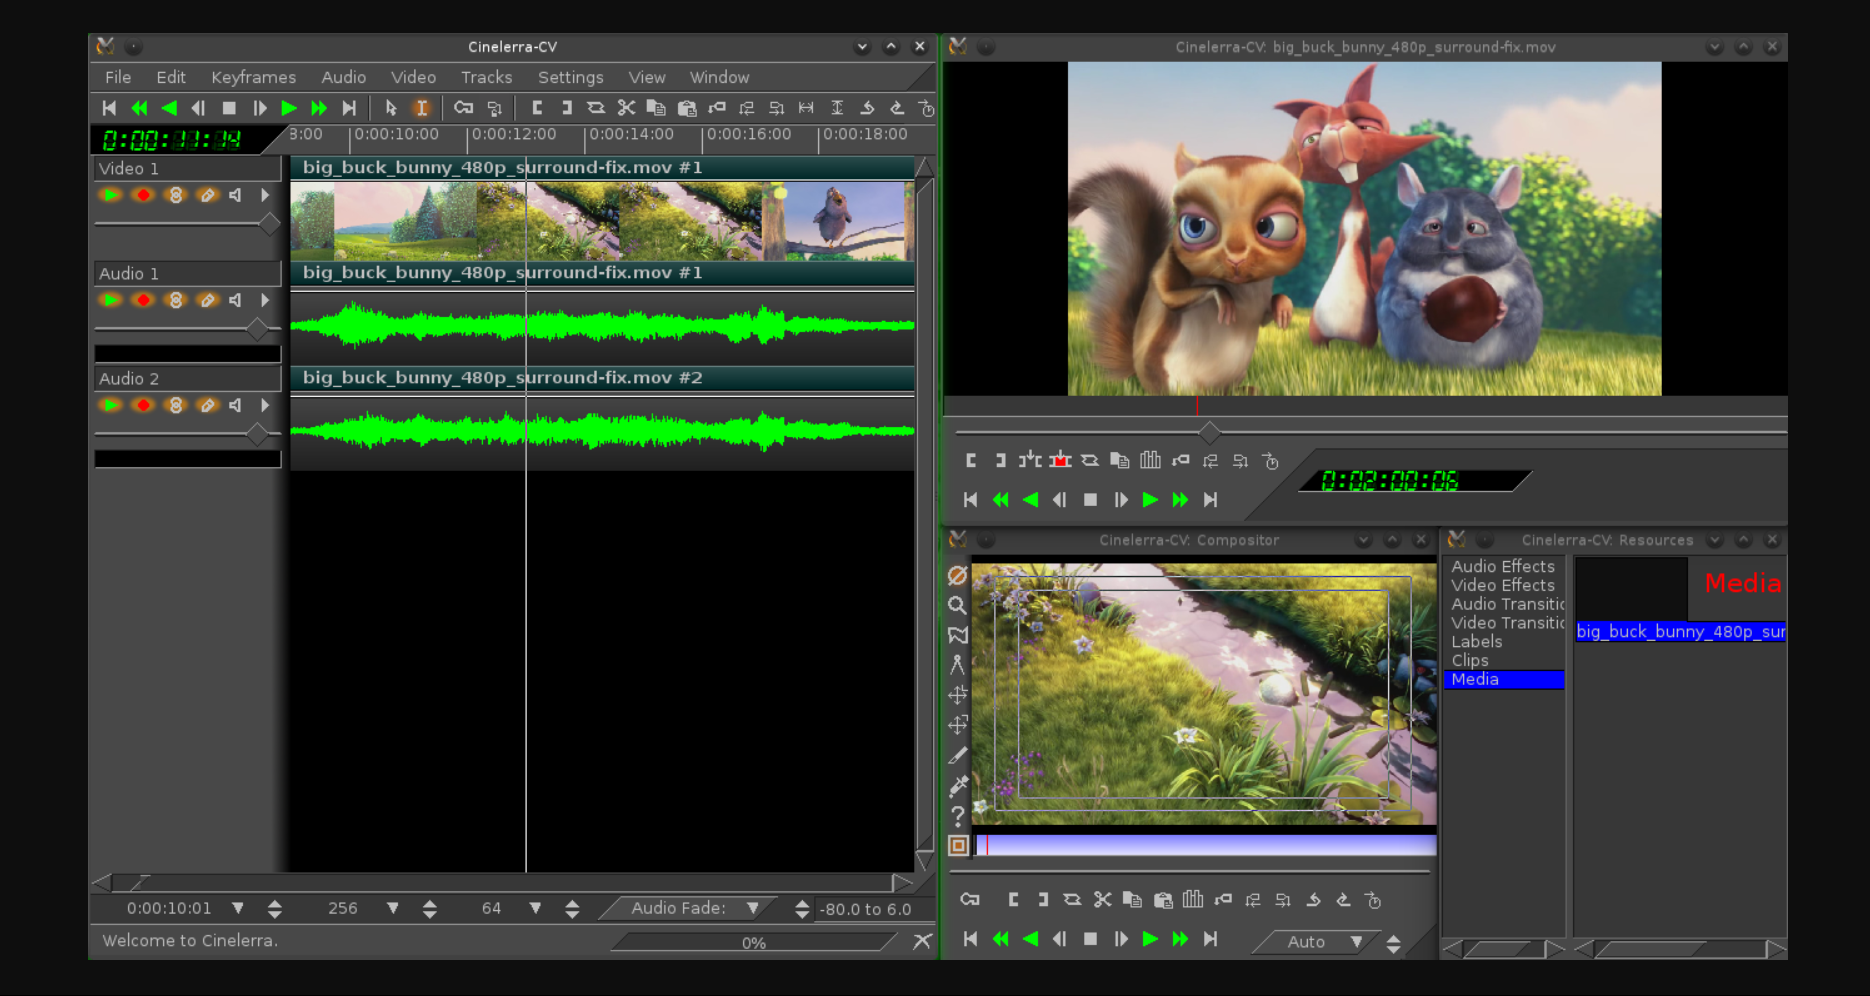 Cinelerra-CV
File Edit Keyframes Audio Video Tracks Settings View Window
0:00:11:14
8:00 0:00:10:00 0:00:12:00 0:00:14:00 0:00:16:00 0:00:18:00
Video 1
big_buck_bunny_480p_surround-fix.mov #1
Audio 1
big_buck_bunny_480p_surround-fix.mov #1
Audio 2
big_buck_bunny_480p_surround-fix.mov #2
0:00:10:01 256 64 Audio Fade: -80.0 to 6.0
Welcome to Cinelerra. 0%
Cinelerra-CV: big_buck_bunny_480p_surround-fix.mov
0:02:00:06
Cinelerra-CV: Compositor
Auto
Cinelerra-CV: Resources
Audio Effects
Video Effects
Audio Transitic
Video Transitic
Labels
Clips
Media
Media
big_buck_bunny_480p_sur